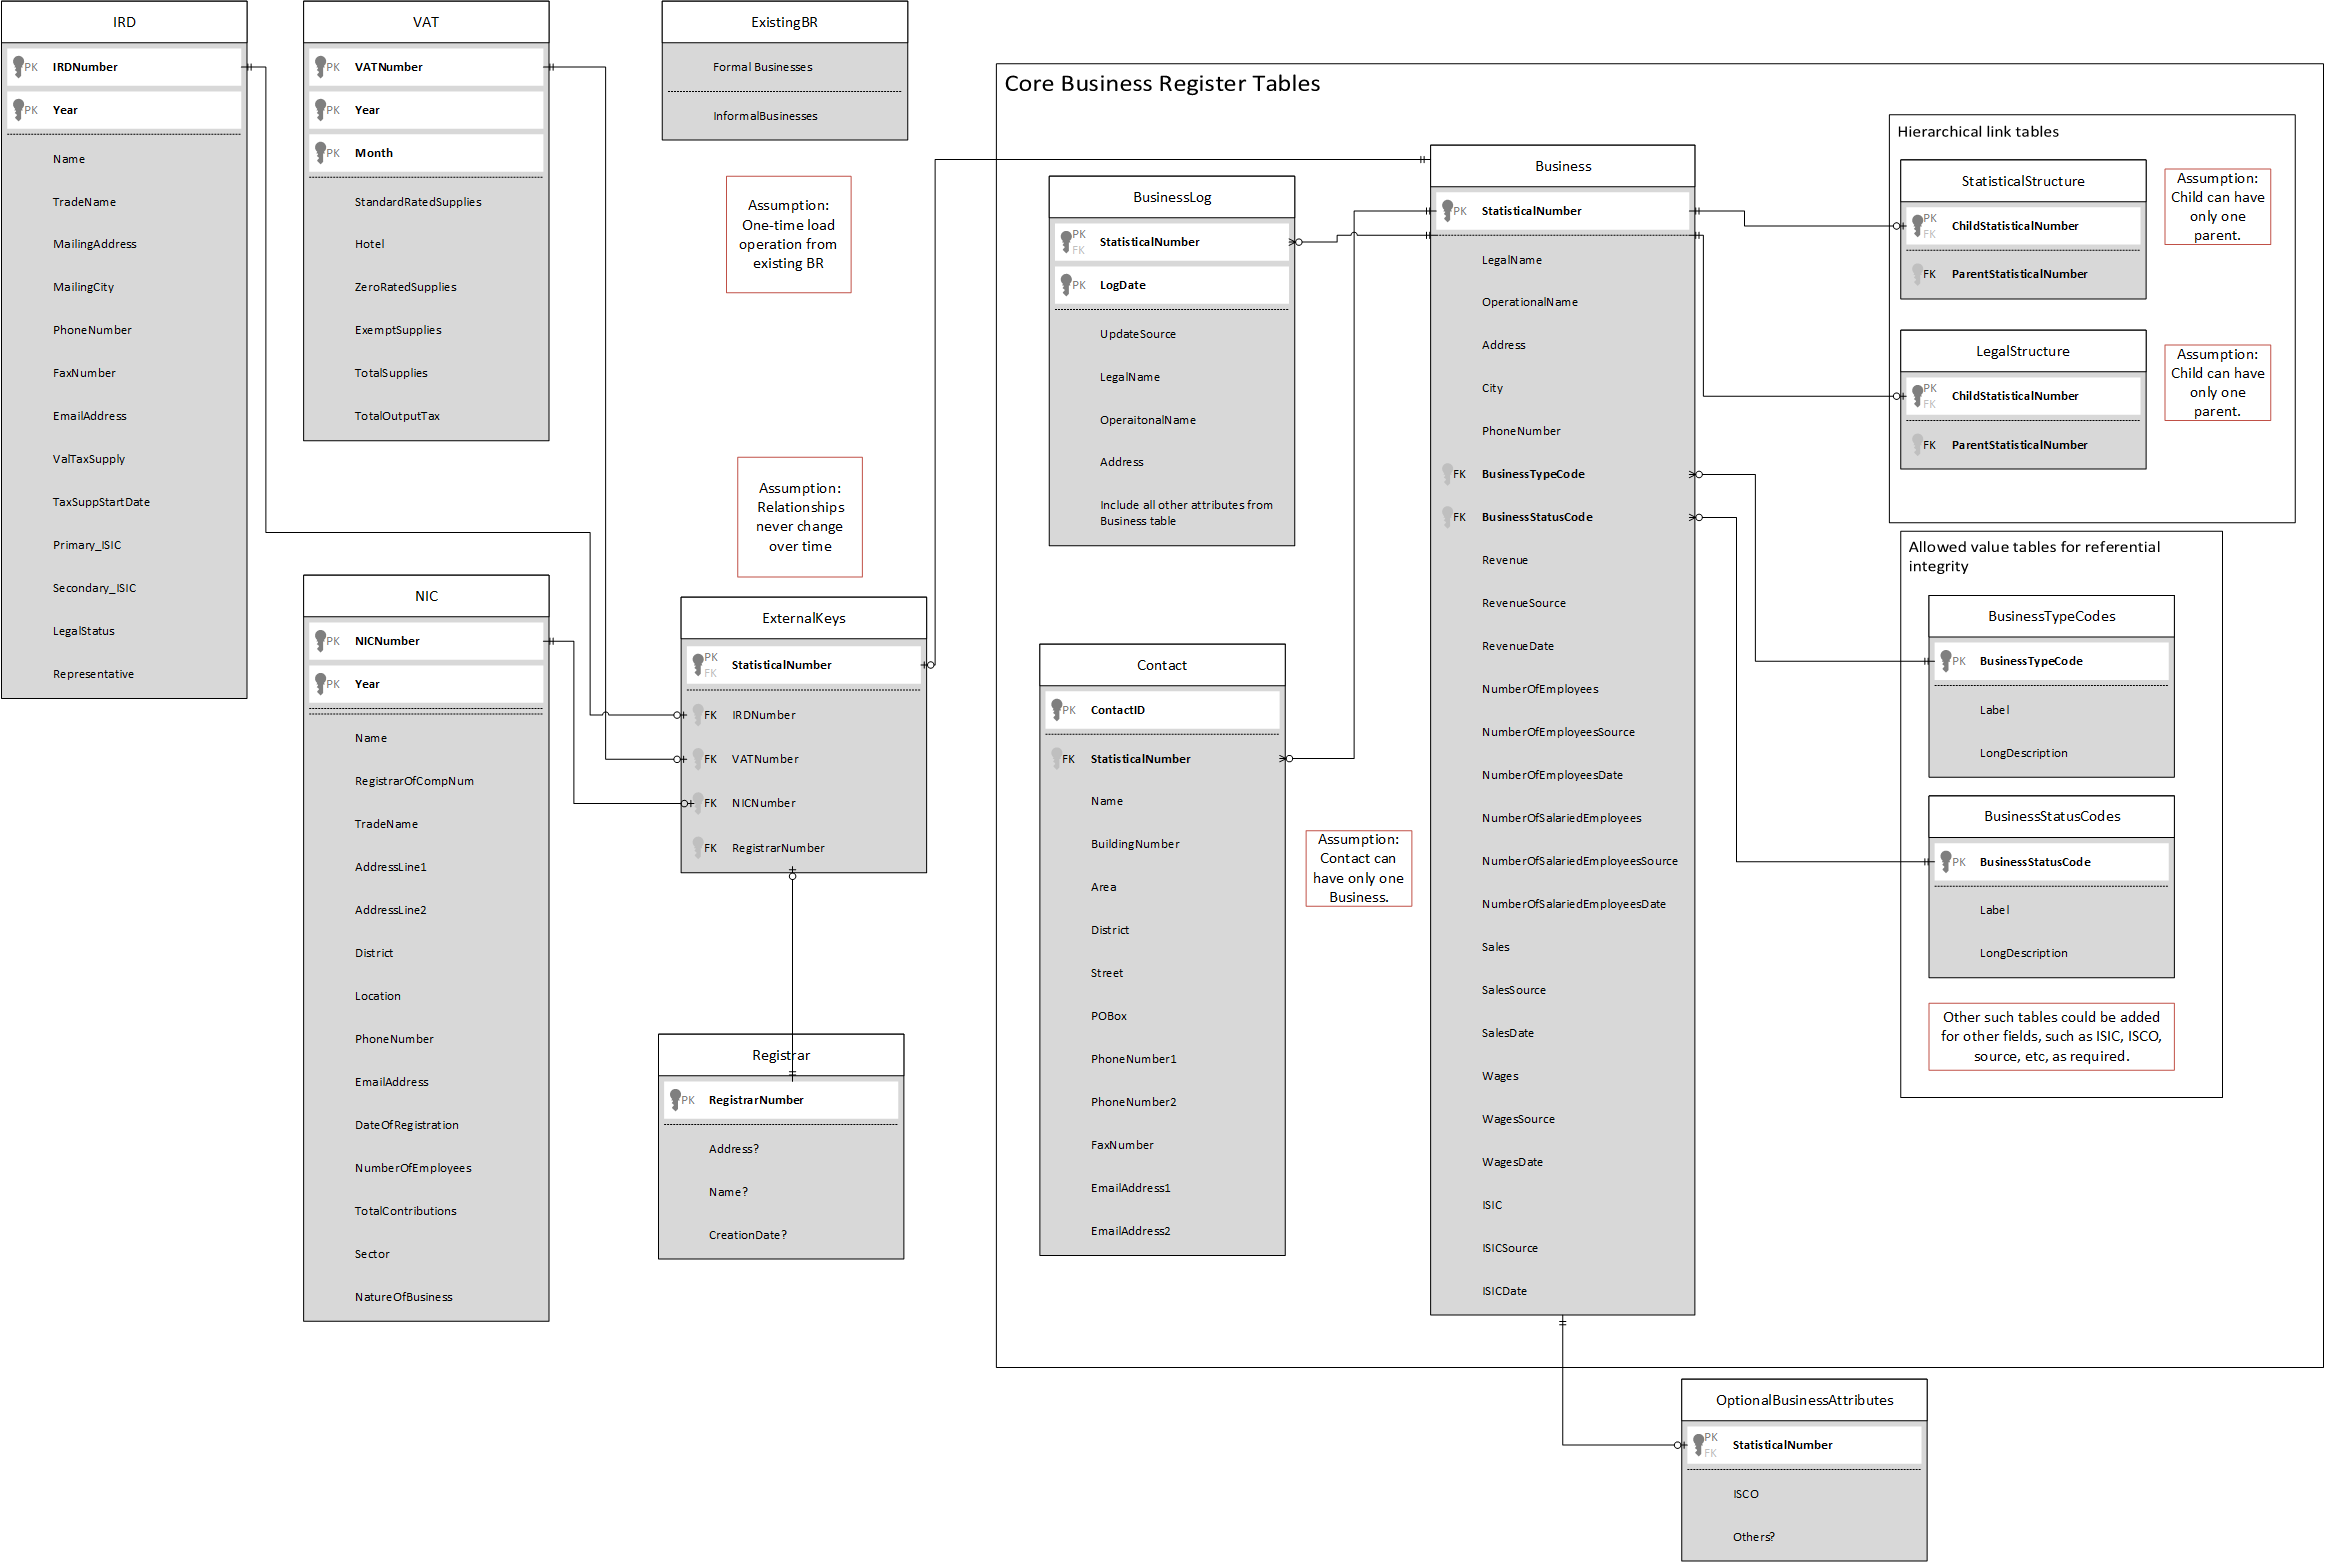 IRD
PK IRDNumber
PK Year
Name
TradeName
MailingAddress
MailingCity
PhoneNumber
FaxNumber
EmailAddress
ValTaxSupply
TaxSuppStartDate
Primary_ISIC
Secondary_ISIC
LegalStatus
Representative
VAT
PK VATNumber
PK Year
PK Month
StandardRatedSupplies
Hotel
ZeroRatedSupplies
ExemptSupplies
TotalSupplies
TotalOutputTax
NIC
PK NICNumber
PK Year
Name
RegistrarOfCompNum
TradeName
AddressLine1
AddressLine2
District
Location
PhoneNumber
EmailAddress
DateOfRegistration
NumberOfEmployees
TotalContributions
Sector
NatureOfBusiness
ExistingBR
Formal Businesses
InformalBusinesses
Assumption:
One-time load
operation from
existing BR
Assumption:
Relationships
never change
over time
ExternalKeys
PK
FK
StatisticalNumber
FK IRDNumber
FK VATNumber
FK NICNumber
FK RegistrarNumber
Registrar
PK RegistrarNumber
Address?
Name?
CreationDate?
Core Business Register Tables
BusinessLog
PK
FK
StatisticalNumber
PK LogDate
UpdateSource
LegalName
OperaitonalName
Address
Include all other attributes from
Business table
Contact
PK ContactID
FK StatisticalNumber
Name
BuildingNumber
Area
District
Street
POBox
PhoneNumber1
PhoneNumber2
FaxNumber
EmailAddress1
EmailAddress2
Assumption:
Contact can
have only one
Business.
Business
PK StatisticalNumber
LegalName
OperationalName
Address
City
PhoneNumber
FK BusinessTypeCode
FK BusinessStatusCode
Revenue
RevenueSource
RevenueDate
NumberOfEmployees
NumberOfEmployeesSource
NumberOfEmployeesDate
NumberOfSalariedEmployees
NumberOfSalariedEmployeesSource
NumberOfSalariedEmployeesDate
Sales
SalesSource
SalesDate
Wages
WagesSource
WagesDate
ISIC
ISICSource
ISICDate
Hierarchical link tables
StatisticalStructure
PK
FK
ChildStatisticalNumber
FK ParentStatisticalNumber
Assumption:
Child can have
only one
parent.
LegalStructure
PK
FK
ChildStatisticalNumber
FK ParentStatisticalNumber
Assumption:
Child can have
only one
parent.
Allowed value tables for referential
integrity
BusinessTypeCodes
PK BusinessTypeCode
Label
LongDescription
BusinessStatusCodes
PK BusinessStatusCode
Label
LongDescription
Other such tables could be added
for other fields, such as ISIC, ISCO,
source, etc, as required.
OptionalBusinessAttributes
PK
FK
StatisticalNumber
ISCO
Others?